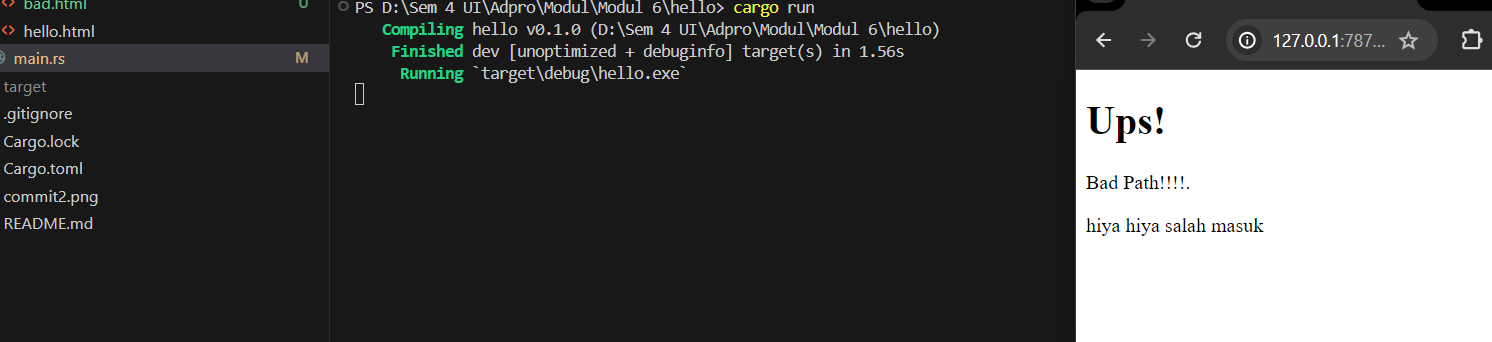 bad.html U
hello.html
main.rs M
target
.gitignore
Cargo.lock
Cargo.toml
commit2.png
README.md
PS D:\Sem 4 UI\Adpro\Modul\Modul 6\hello> cargo run
Compiling hello v0.1.0 (D:\Sem 4 UI\Adpro\Modul\Modul 6\hello)
Finished dev [unoptimized + debuginfo] target(s) in 1.56s
Running `target\debug\hello.exe`
127.0.0.1:787...
Ups!
Bad Path!!!!.
hiya hiya salah masuk